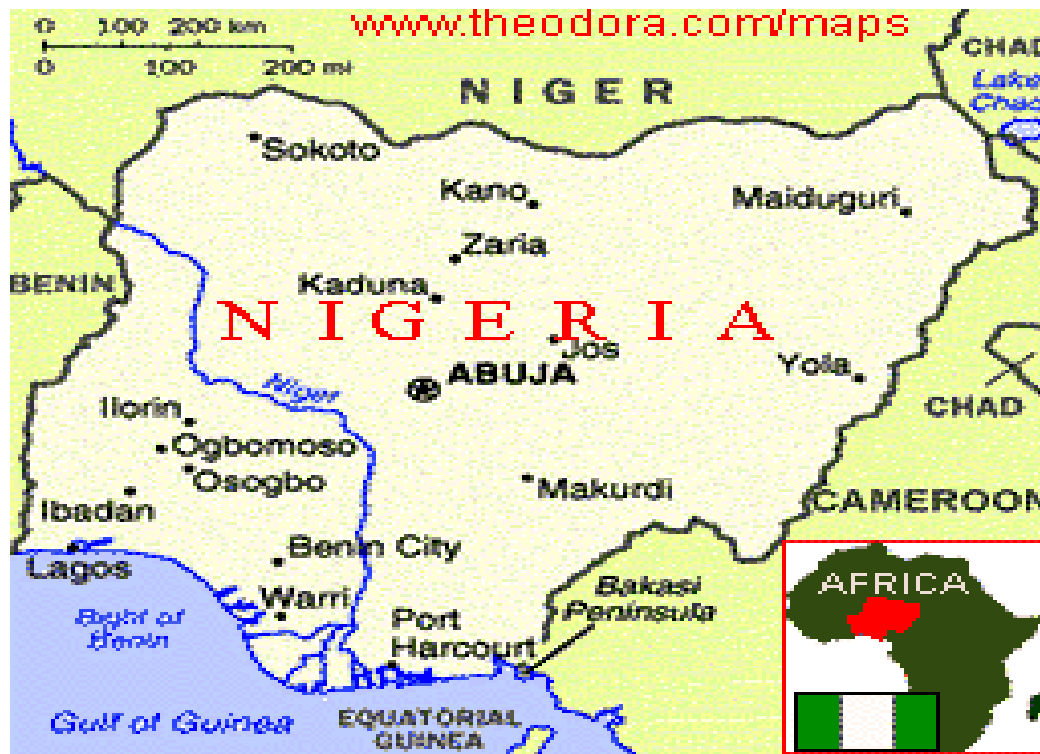 www.theodora.com/maps
0 100 200 km
0 100 200 mi
CHAD
Lake
Chad
NIGER
Sokoto
Kano
Maiduguri
Zaria
BENIN
Kaduna
NIGERIA
Jos
Niger
ABUJA
Yola
CHAD
Ilorin
Ogbomoso
Osogbo
Makurdi
Ibadan
CAMEROON
Lagos
Benin City
Bakasi
Peninsula
AFRICA
Warri
Port
Harcourt
Bight of
Benin
Gulf of Guinea
EQUATORIAL
GUINEA